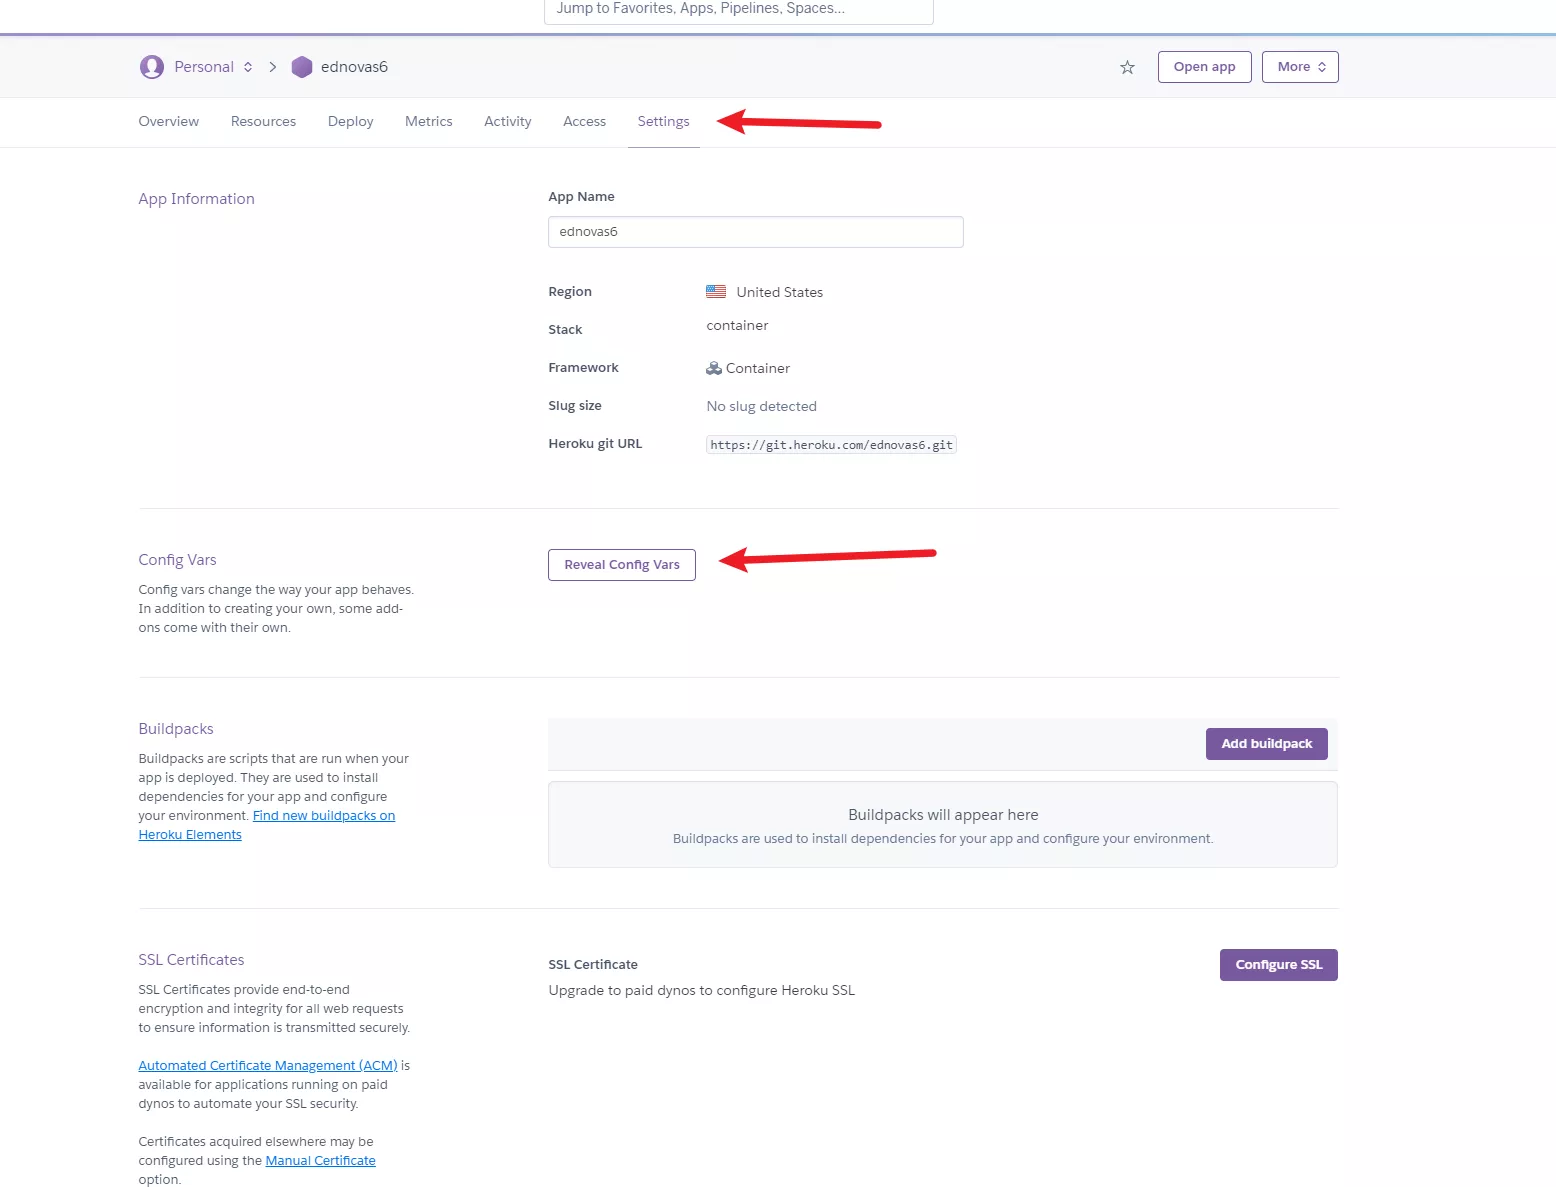 Jump to Favorites, Apps, Pipelines, Spaces...
Personal
ednovas6
Open app
More
Overview
Resources
Deploy
Metrics
Activity
Access
Settings
App Information
App Name
ednovas6
Region
United States
Stack
container
Framework
Container
Slug size
No slug detected
Heroku git URL
https://git.heroku.com/ednovas6.git
Config Vars
Config vars change the way your app behaves.
In addition to creating your own, some add-
ons come with their own.
Reveal Config Vars
Buildpacks
Buildpacks are scripts that are run when your
app is deployed. They are used to install
dependencies for your app and configure
your environment. Find new buildpacks on
Heroku Elements
Add buildpack
Buildpacks will appear here
Buildpacks are used to install dependencies for your app and configure your environment.
SSL Certificates
SSL Certificates provide end-to-end
encryption and integrity for all web requests
to ensure information is transmitted securely.
Automated Certificate Management (ACM) is
available for applications running on paid
dynos to automate your SSL security.
Certificates acquired elsewhere may be
configured using the Manual Certificate
option.
SSL Certificate
Upgrade to paid dynos to configure Heroku SSL
Configure SSL